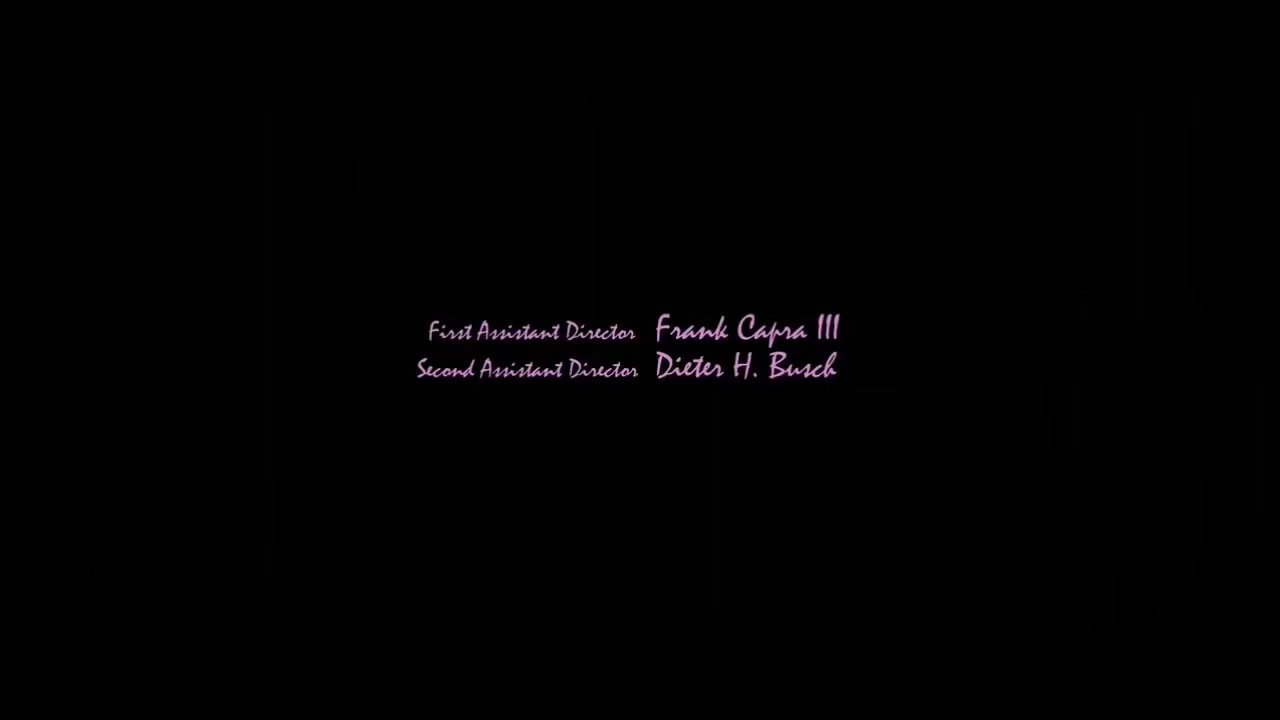 First Assistant Director Frank Capra III
Second Assistant Director Dieter H. Busch